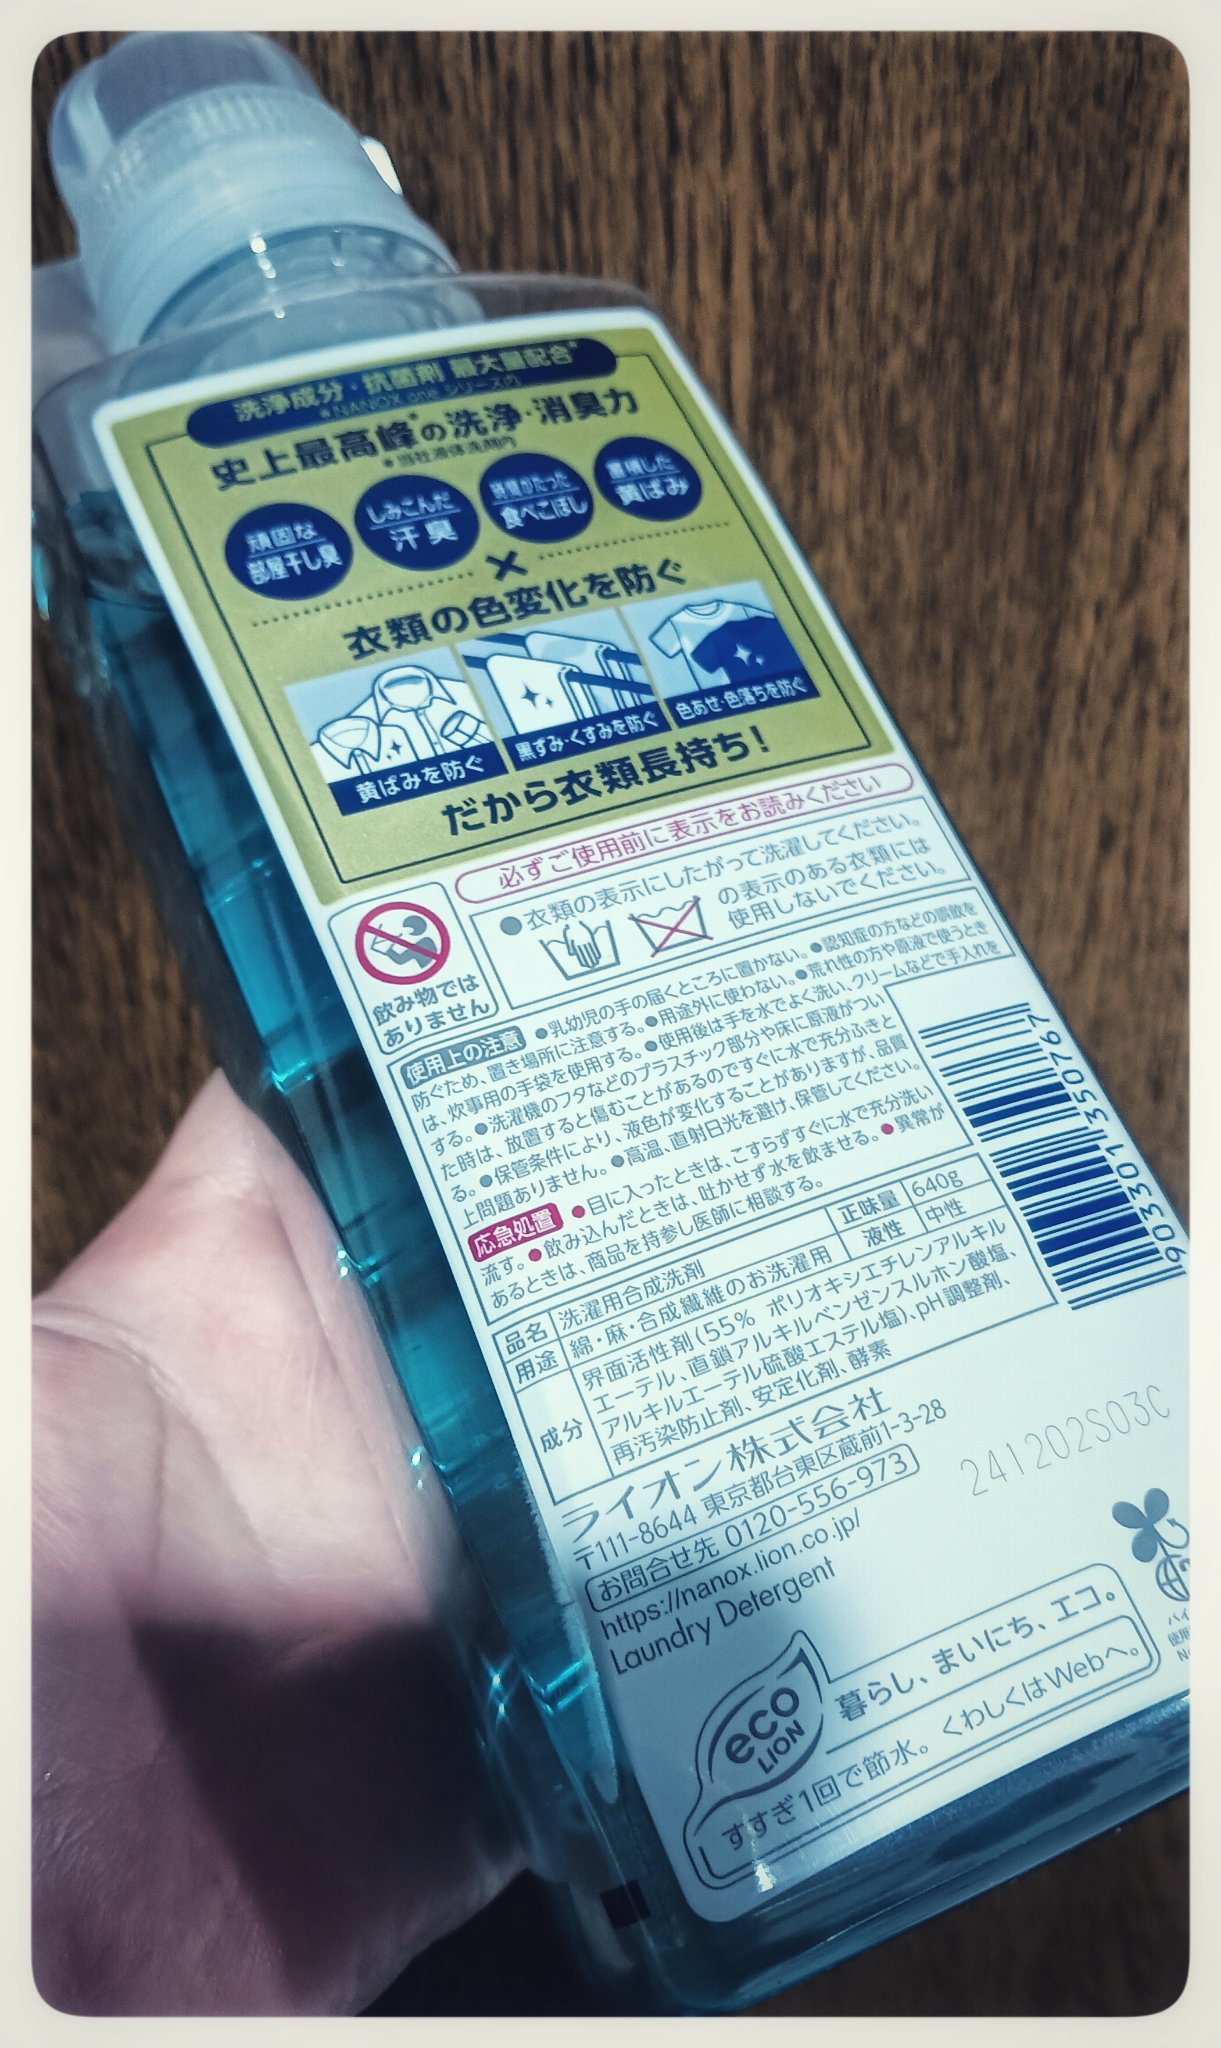 洗浄成分・抗菌剤 最大量配合*
*NANOX one シリーズ内
史上最高峰*の洗浄・消臭力
*当社液体洗剤内
頑固な
部屋干し臭
しみこんだ
汗臭
時間がたった
食べこぼし
蓄積した
黄ばみ
×
衣類の色変化を防ぐ
黄ばみを防ぐ
黒ずみ・くすみを防ぐ
色あせ・色落ちを防ぐ
だから衣類長持ち!
必ずご使用前に表示をお読みください
飲み物では
ありません
●衣類の表示にしたがって洗濯してください。
の表示のある衣類には
使用しないでください。
使用上の注意 ●乳幼児の手の届くところに置かない。●認知症の方などの誤飲を
防ぐため、置き場所に注意する。●用途外に使わない。●荒れ性の方や原液で使うとき
は、炊事用の手袋を使用する。●使用後は手を水でよく洗い、クリームなどで手入れを
する。●洗濯機のフタなどのプラスチック部分や床に原液がつい
た時は、放置すると傷むことがあるのですぐに水で充分ふきと
る。●保管条件により、液色が変化することがありますが、品質
上問題ありません。●高温、直射日光を避け、保管してください。
応急処置 ●目に入ったときは、こすらずすぐに水で充分洗い
流す。●飲み込んだときは、吐かせず水を飲ませる。●異常が
あるときは、商品を持参し医師に相談する。
品名 洗濯用合成洗剤 正味量 640g
用途 綿・麻・合成繊維のお洗濯用 液性 中性
成分 界面活性剤(55% ポリオキシエチレンアルキル
エーテル、直鎖アルキルベンゼンスルホン酸塩、
アルキルエーテル硫酸エステル塩)、pH調整剤、
再汚染防止剤、安定化剤、酵素
4903301350767
ライオン株式会社
〒111-8644 東京都台東区蔵前1-3-28
お問合せ先 0120-556-973
https://nanox.lion.co.jp/
Laundry Detergent
241202S03C
eco
LION
暮らし、まいにち、エコ。
すすぎ1回で節水。くわしくはWebへ。